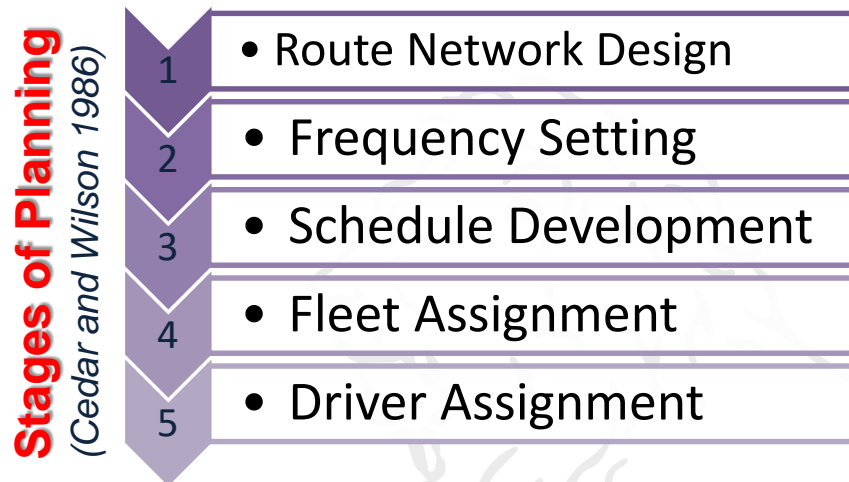 Stages of Planning
(Cedar and Wilson 1986)
1
• Route Network Design
2
• Frequency Setting
3
• Schedule Development
4
• Fleet Assignment
5
• Driver Assignment